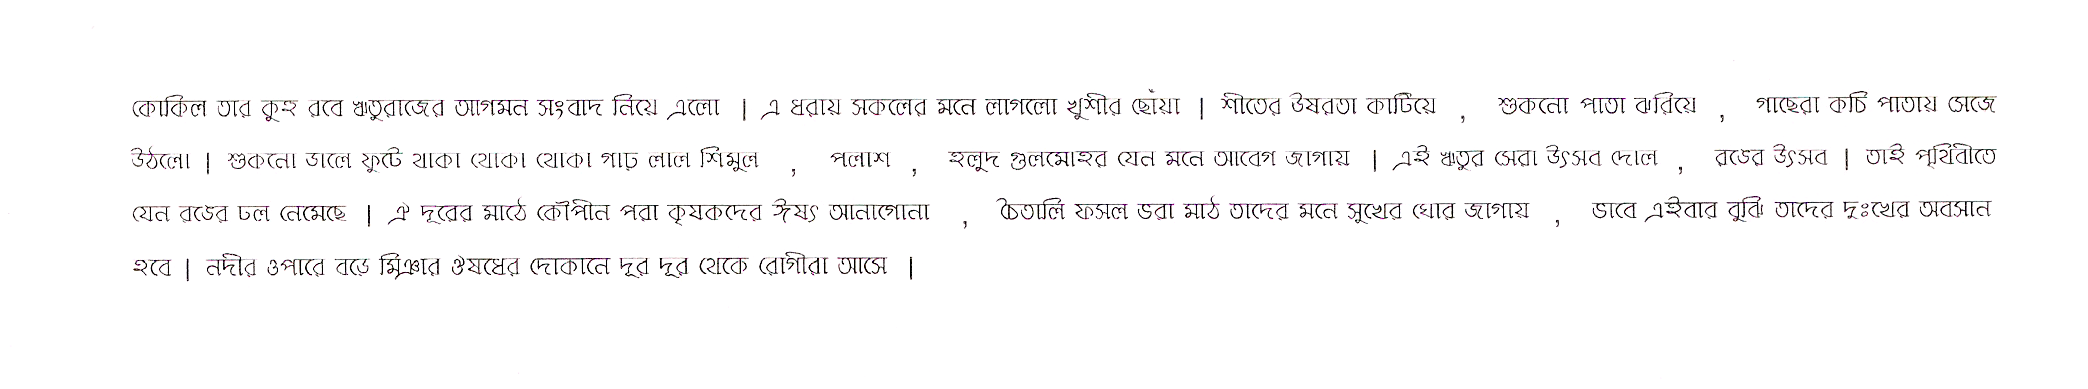 কোকিল তার কুহু রবে ঋতুরাজের আগমন সংবাদ নিয়ে এলো | এ ধরায় সকলের মনে লাগলো খুশীর ছোঁয়া | শীতের উষরতা কাটিয়ে , শুকনো পাতা ঝরিয়ে , গাছেরা কচি পাতায় সেজে
উঠলো | শুকনো ডালে ফুটে থাকা থোকা থোকা গাঢ় লাল শিমুল , পলাশ , হলুদ গুলমোহর যেন মনে আবেগ জাগায় | এই ঋতুর সেরা উৎসব দোল , রঙের উৎসব | তাই পৃথিবীতে
যেন রঙের ঢল নেমেছে | ঐ দূরের মাঠে কৌপীন পরা কৃষকদের ঈষৎ আনাগোনা , চৈতালি ফসল ভরা মাঠ তাদের মনে সুখের ঘোর জাগায় , ভাবে এইবার বুঝি তাদের দুঃখের অবসান
হবে | নদীর ওপারে বড়ে মিঞার ঔষধের দোকানে দূর দূর থেকে রোগীরা আসে |